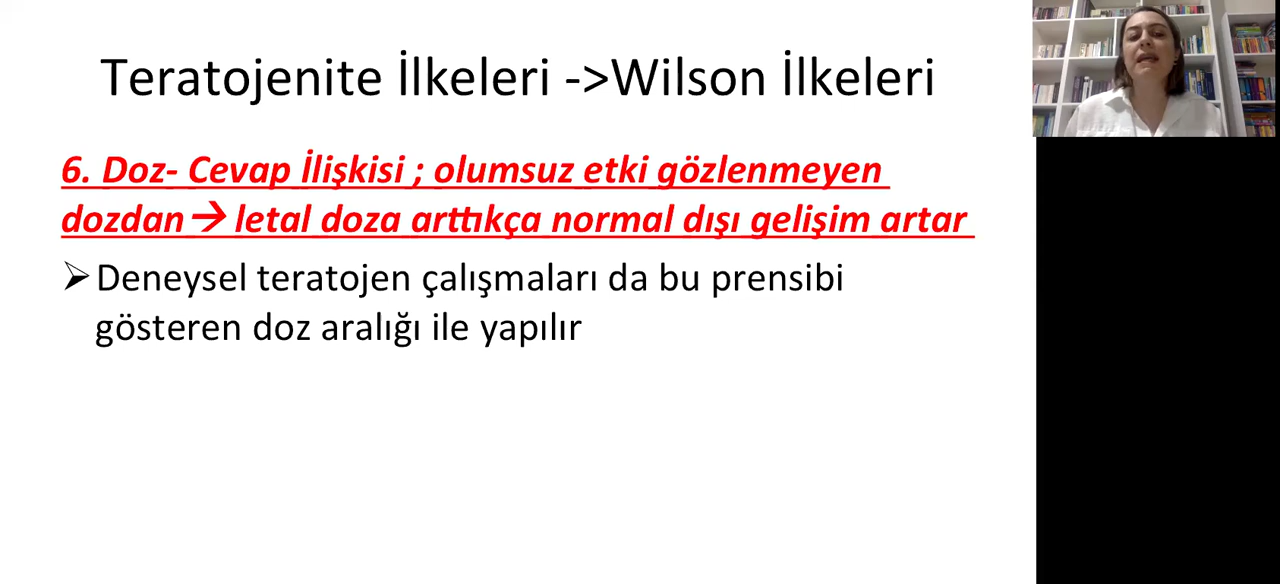 Teratojenite İlkeleri ->Wilson İlkeleri
6. Doz- Cevap İlişkisi ; olumsuz etki gözlenmeyen
dozdan→ letal doza arttıkça normal dışı gelişim artar
➢Deneysel teratojen çalışmaları da bu prensibi
gösteren doz aralığı ile yapılır